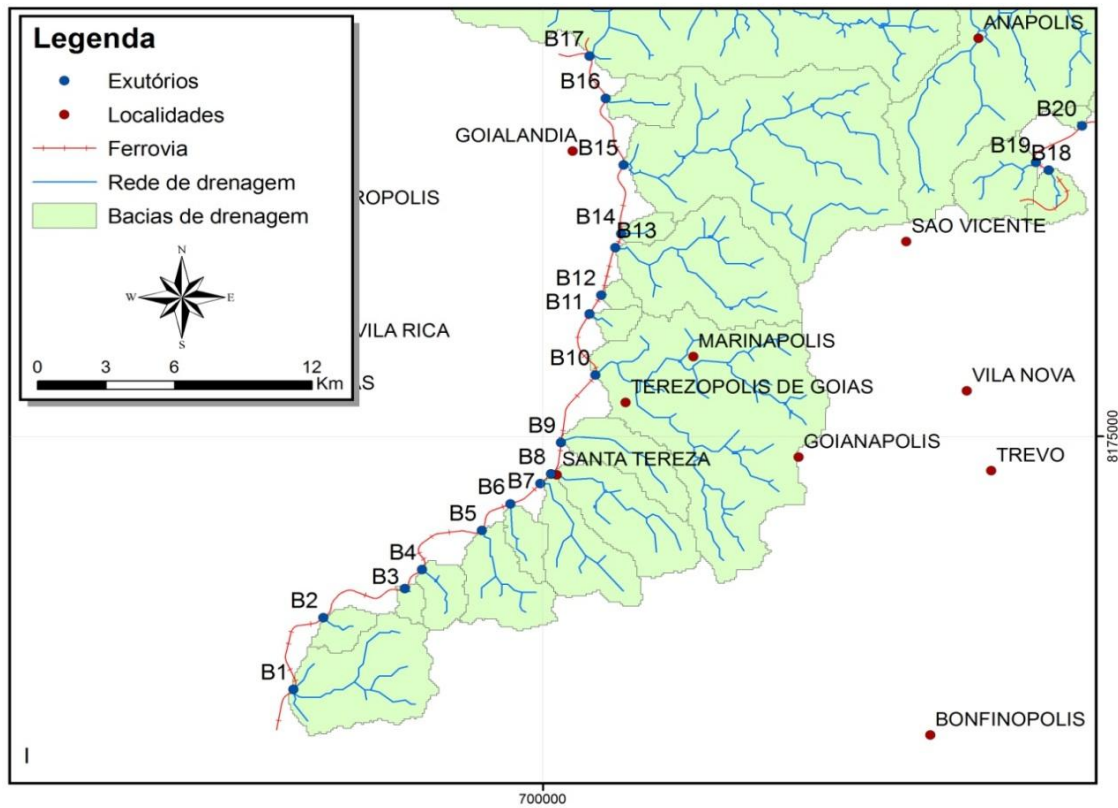 Legenda
Exutórios
Localidades
Ferrovia
Rede de drenagem
Bacias de drenagem
N
W E
S
0 3 6 12
Km
B17
ANAPOLIS
B16
B20
GOIALANDIA
B15
B19
B18
ROPOLIS
B14
B13
SAO VICENTE
B12
B11
VILA RICA
B10
MARINAPOLIS
TEREZOPOLIS DE GOIAS
VILA NOVA
AS
B9
8175000
B8
SANTA TEREZA
GOIANAPOLIS
TREVO
B7
B6
B5
B4
B3
B2
B1
BONFINOPOLIS
I
700000